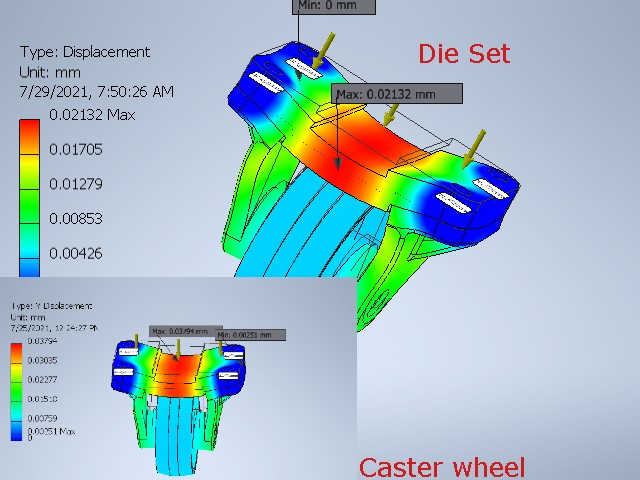 Min: 0 mm
Die Set
Type: Displacement
Unit: mm
7/29/2021, 7:50:26 AM
Max: 0.02132 mm
0.02132 Max
0.01705
0.01279
0.00853
0.00426
Type: Y Displacement
Unit: mm
7/25/2021, 12:24:27 PM
Max: 0.03794 mm
Min: 0.00251 mm
0.03794
0.03035
0.02277
0.01518
0.00759
0.00251 Max
0
Caster wheel